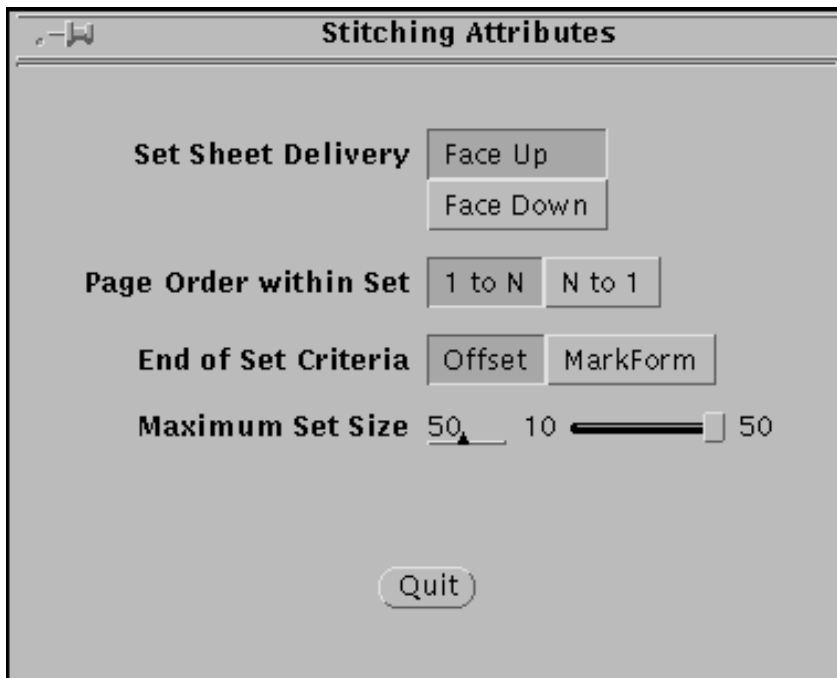 Stitching Attributes
Set Sheet Delivery Face Up
Face Down
Page Order within Set 1 to N N to 1
End of Set Criteria Offset MarkForm
Maximum Set Size 50 10 50
Quit